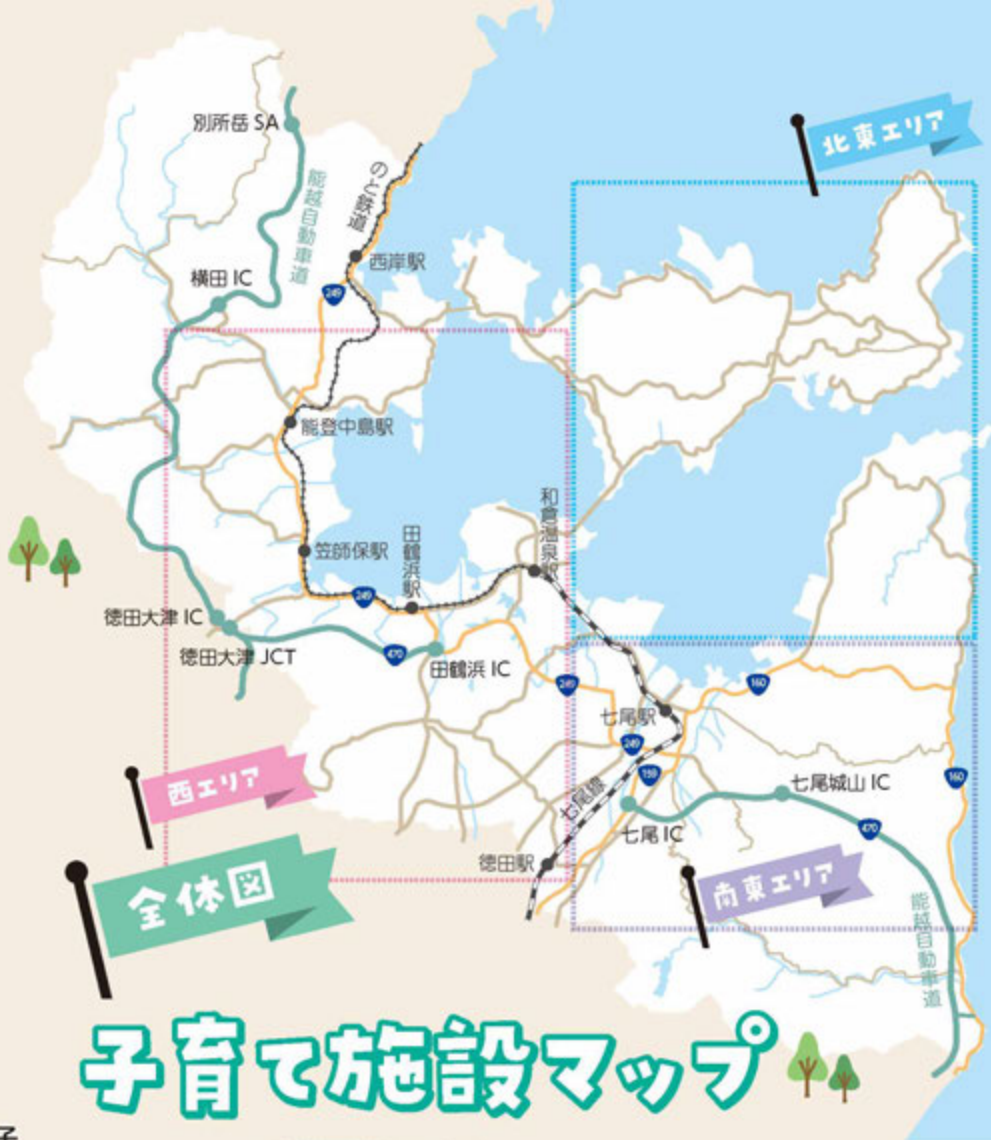 別所岳 SA
能越自動車道
のと鉄道
北東エリア
西岸駅
横田 IC
249
能登中島駅
和倉温泉駅
田鶴浜駅
笠師保駅
249
徳田大津 IC
徳田大津 JCT
470
田鶴浜 IC
249
160
七尾駅
249
159
七尾城山 IC
160
西エリア
七尾線
七尾 IC
470
徳田駅
南東エリア
全体図
能越自動車道
子育て施設マップ